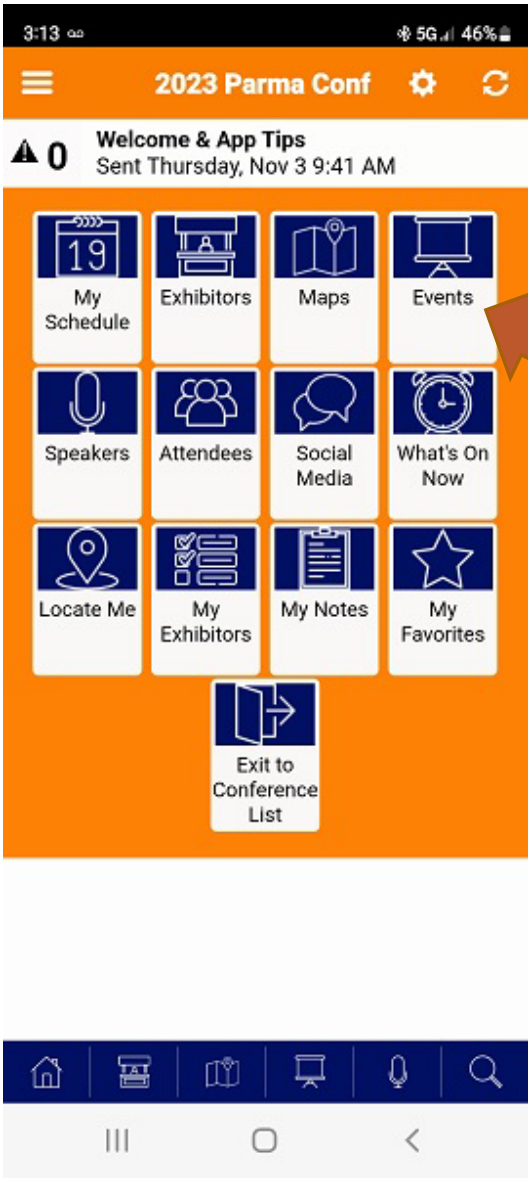 3:13
5G 46%
2023 Parma Conf
0
Welcome & App Tips
Sent Thursday, Nov 3 9:41 AM
19
My
Schedule
Exhibitors
Maps
Events
Speakers
Attendees
Social
Media
What's On
Now
Locate Me
My
Exhibitors
My Notes
My
Favorites
Exit to
Conference
List